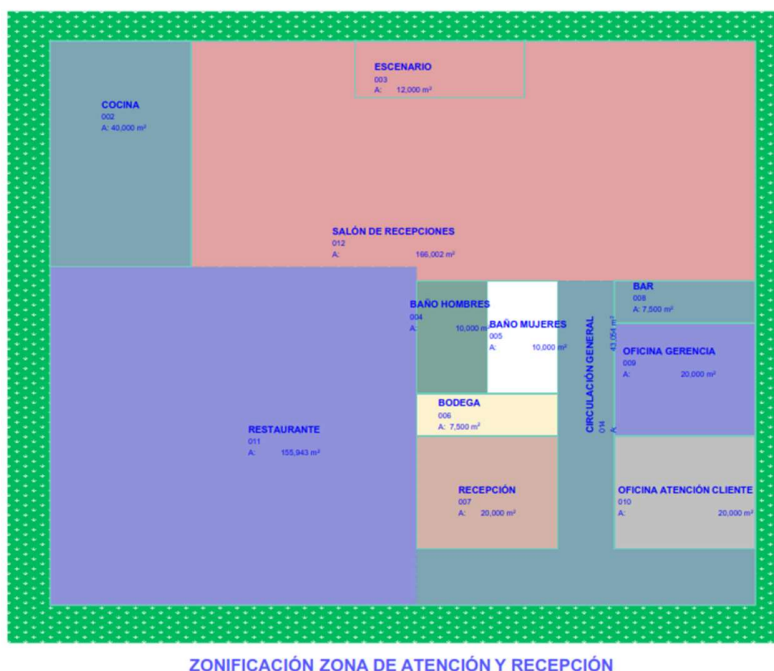 ESCENARIO
003
A: 12,000 m²
COCINA
002
A: 40,000 m²
SALÓN DE RECEPCIONES
012
A: 166,002 m²
BAR
008
A: 7,500 m²
BAÑO HOMBRES
004
A: 10,000 m²
BAÑO MUJERES
005
A: 10,000 m²
CIRCULACIÓN GENERAL
014
A: 43,054 m²
OFICINA GERENCIA
009
A: 20,000 m²
BODEGA
006
A: 7,500 m²
RESTAURANTE
011
A: 155,943 m²
RECEPCIÓN
007
A: 20,000 m²
OFICINA ATENCIÓN CLIENTE
010
A: 20,000 m²
ZONIFICACIÓN ZONA DE ATENCIÓN Y RECEPCIÓN